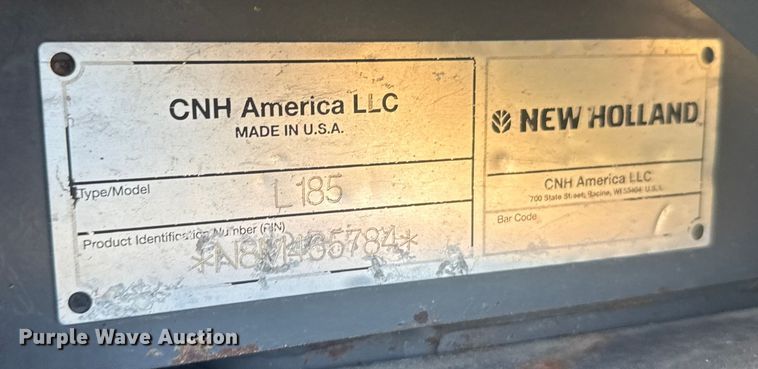 CNH America LLC
MADE IN U.S.A.
Type/Model
L185
Product Identification Number (PIN)
*N8M465784*
NEW HOLLAND
CNH America LLC
700 State Street, Racine, WI 53404 U.S.A.
Bar Code
Purple Wave Auction